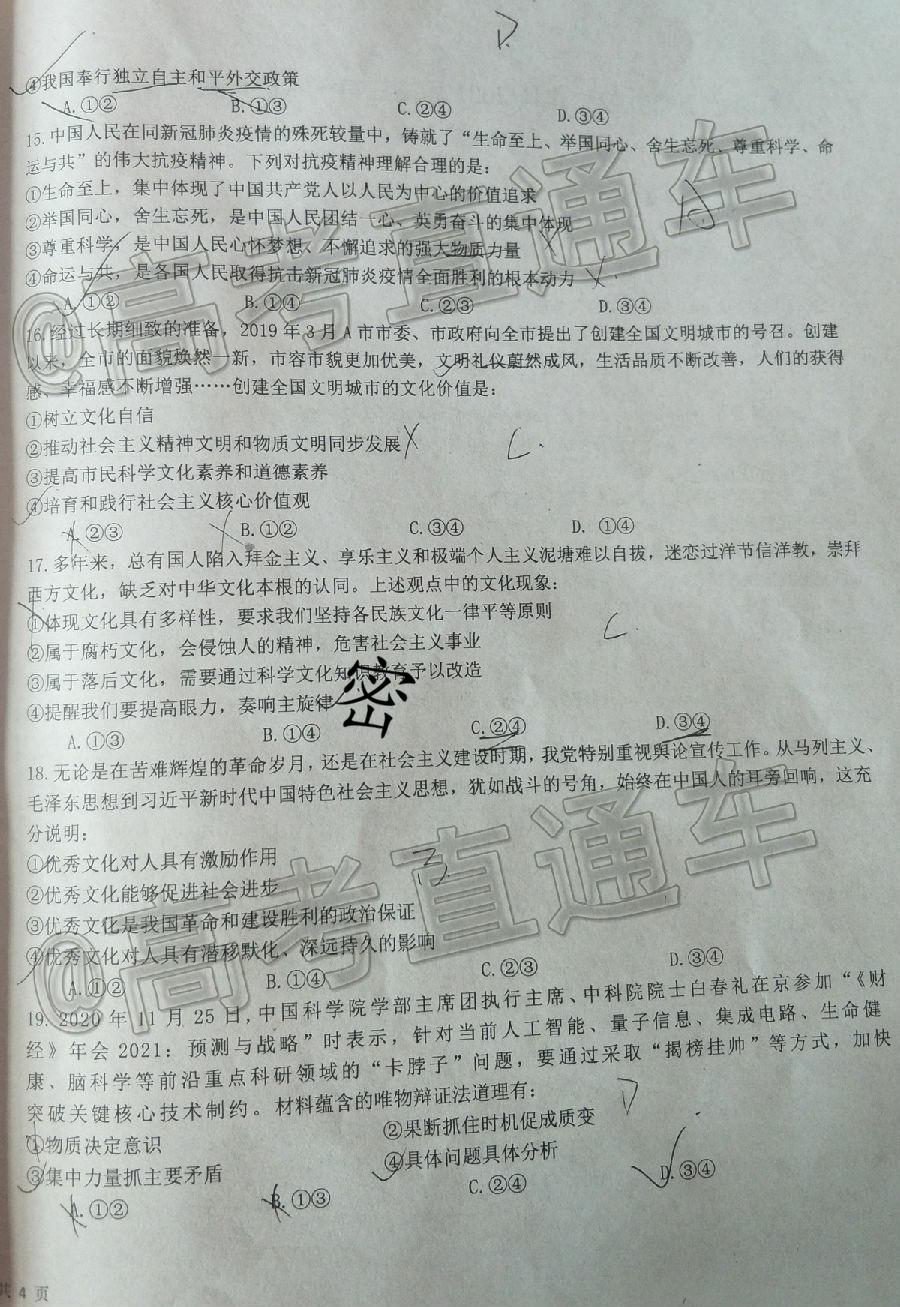 D.
④我国奉行独立自主和平外交政策
A.①② B.①③ C.②④ D.③④
15.中国人民在同新冠肺炎疫情的殊死较量中，铸就了“生命至上、举国同心、舍生忘死、尊重科学、命
运与共”的伟大抗疫精神。下列对抗疫精神理解合理的是：
①生命至上，集中体现了中国共产党人以人民为中心的价值追求
②举国同心，舍生忘死，是中国人民团结一心、英勇奋斗的集中体现
③尊重科学，是中国人民心怀梦想、不懈追求的强大物质力量
④命运与共，是各国人民取得抗击新冠肺炎疫情全面胜利的根本动力
A.①② B.①④ C.②③ D.③④
16.经过长期细致的准备，2019年3月A市市委、市政府向全市提出了创建全国文明城市的号召。创建
以来，全市的面貌焕然一新，市容市貌更加优美，文明礼仪蔚然成风，生活品质不断改善，人们的获得
感、幸福感不断增强……创建全国文明城市的文化价值是：
①树立文化自信
②推动社会主义精神文明和物质文明同步发展
C.
③提高市民科学文化素养和道德素养
④培育和践行社会主义核心价值观
A.②③ B.①② C.③④ D.①④
17.多年来，总有国人陷入拜金主义、享乐主义和极端个人主义泥塘难以自拔，迷恋过洋节信洋教，崇拜
西方文化，缺乏对中华文化本根的认同。上述观点中的文化现象：
①体现文化具有多样性，要求我们坚持各民族文化一律平等原则
C.
②属于腐朽文化，会侵蚀人的精神，危害社会主义事业
③属于落后文化，需要通过科学文化知识教育予以改造
④提醒我们要提高眼力，奏响主旋律
密
A.①③ B.①④ C.②④ D.③④
18.无论是在苦难辉煌的革命岁月，还是在社会主义建设时期，我党特别重视舆论宣传工作。从马列主义、
毛泽东思想到习近平新时代中国特色社会主义思想，犹如战斗的号角，始终在中国人的耳旁回响，这充
分说明：
①优秀文化对人具有激励作用
B
②优秀文化能够促进社会进步
③优秀文化是我国革命和建设胜利的政治保证
④优秀文化对人具有潜移默化、深远持久的影响
A.①② B.①④ C.②③ D.③④
19.2020年11月25日，中国科学院学部主席团执行主席、中科院院士白春礼在京参加“《财
经》年会2021：预测与战略”时表示，针对当前人工智能、量子信息、集成电路、生命健
康、脑科学等前沿重点科研领域的“卡脖子”问题，要通过采取“揭榜挂帅”等方式，加快
突破关键核心技术制约。材料蕴含的唯物辩证法道理有：
D
①物质决定意识 ②果断抓住时机促成质变
③集中力量抓主要矛盾 ④具体问题具体分析
A.①② B.①③ C.②④ D.③④
共4页
@高考直通车
@高考直通车